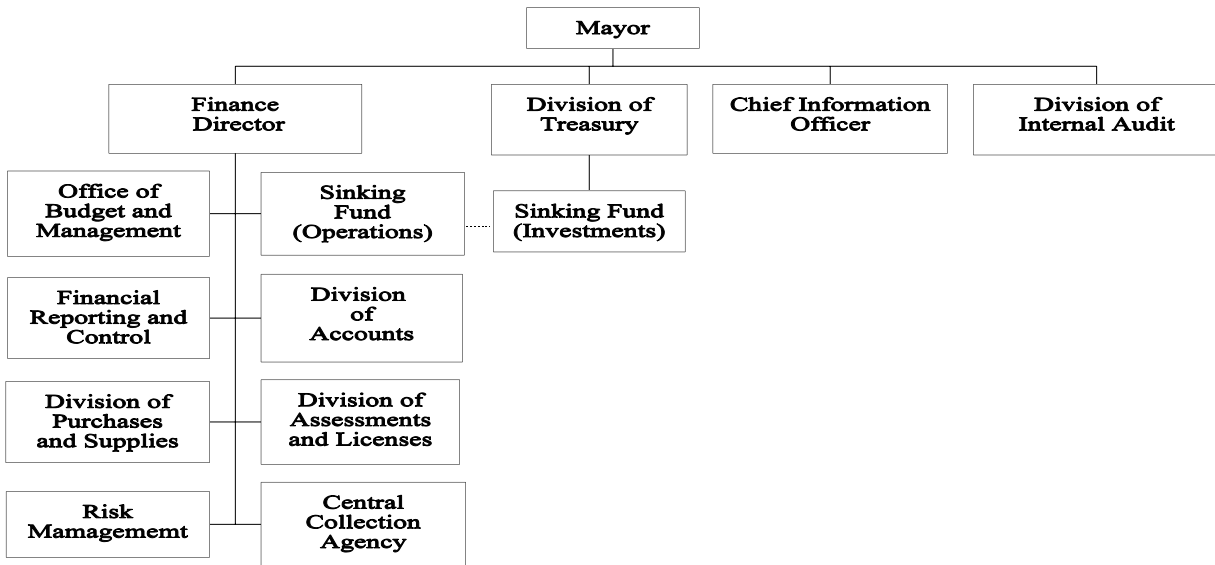 Mayor
Finance
Director
Division of
Treasury
Chief Information
Officer
Division of
Internal Audit
Office of
Budget and
Management
Sinking
Fund
(Operations)
Sinking Fund
(Investments)
Financial
Reporting and
Control
Division
of
Accounts
Division of
Purchases
and Supplies
Division of
Assessments
and Licenses
Risk
Mamagememt
Central
Collection
Agency